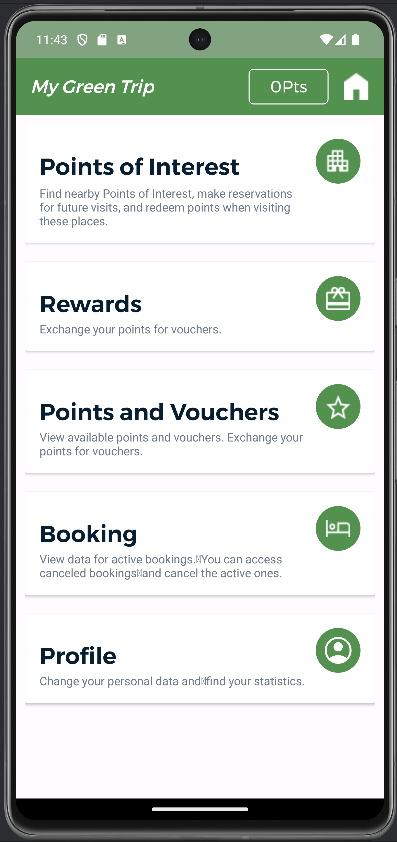 11:43
My Green Trip
0Pts
Points of Interest
Find nearby Points of Interest, make reservations
for future visits, and redeem points when visiting
these places.
Rewards
Exchange your points for vouchers.
Points and Vouchers
View available points and vouchers. Exchange your
points for vouchers.
Booking
View data for active bookings.￼You can access
canceled bookings￼and cancel the active ones.
Profile
Change your personal data and￼find your statistics.